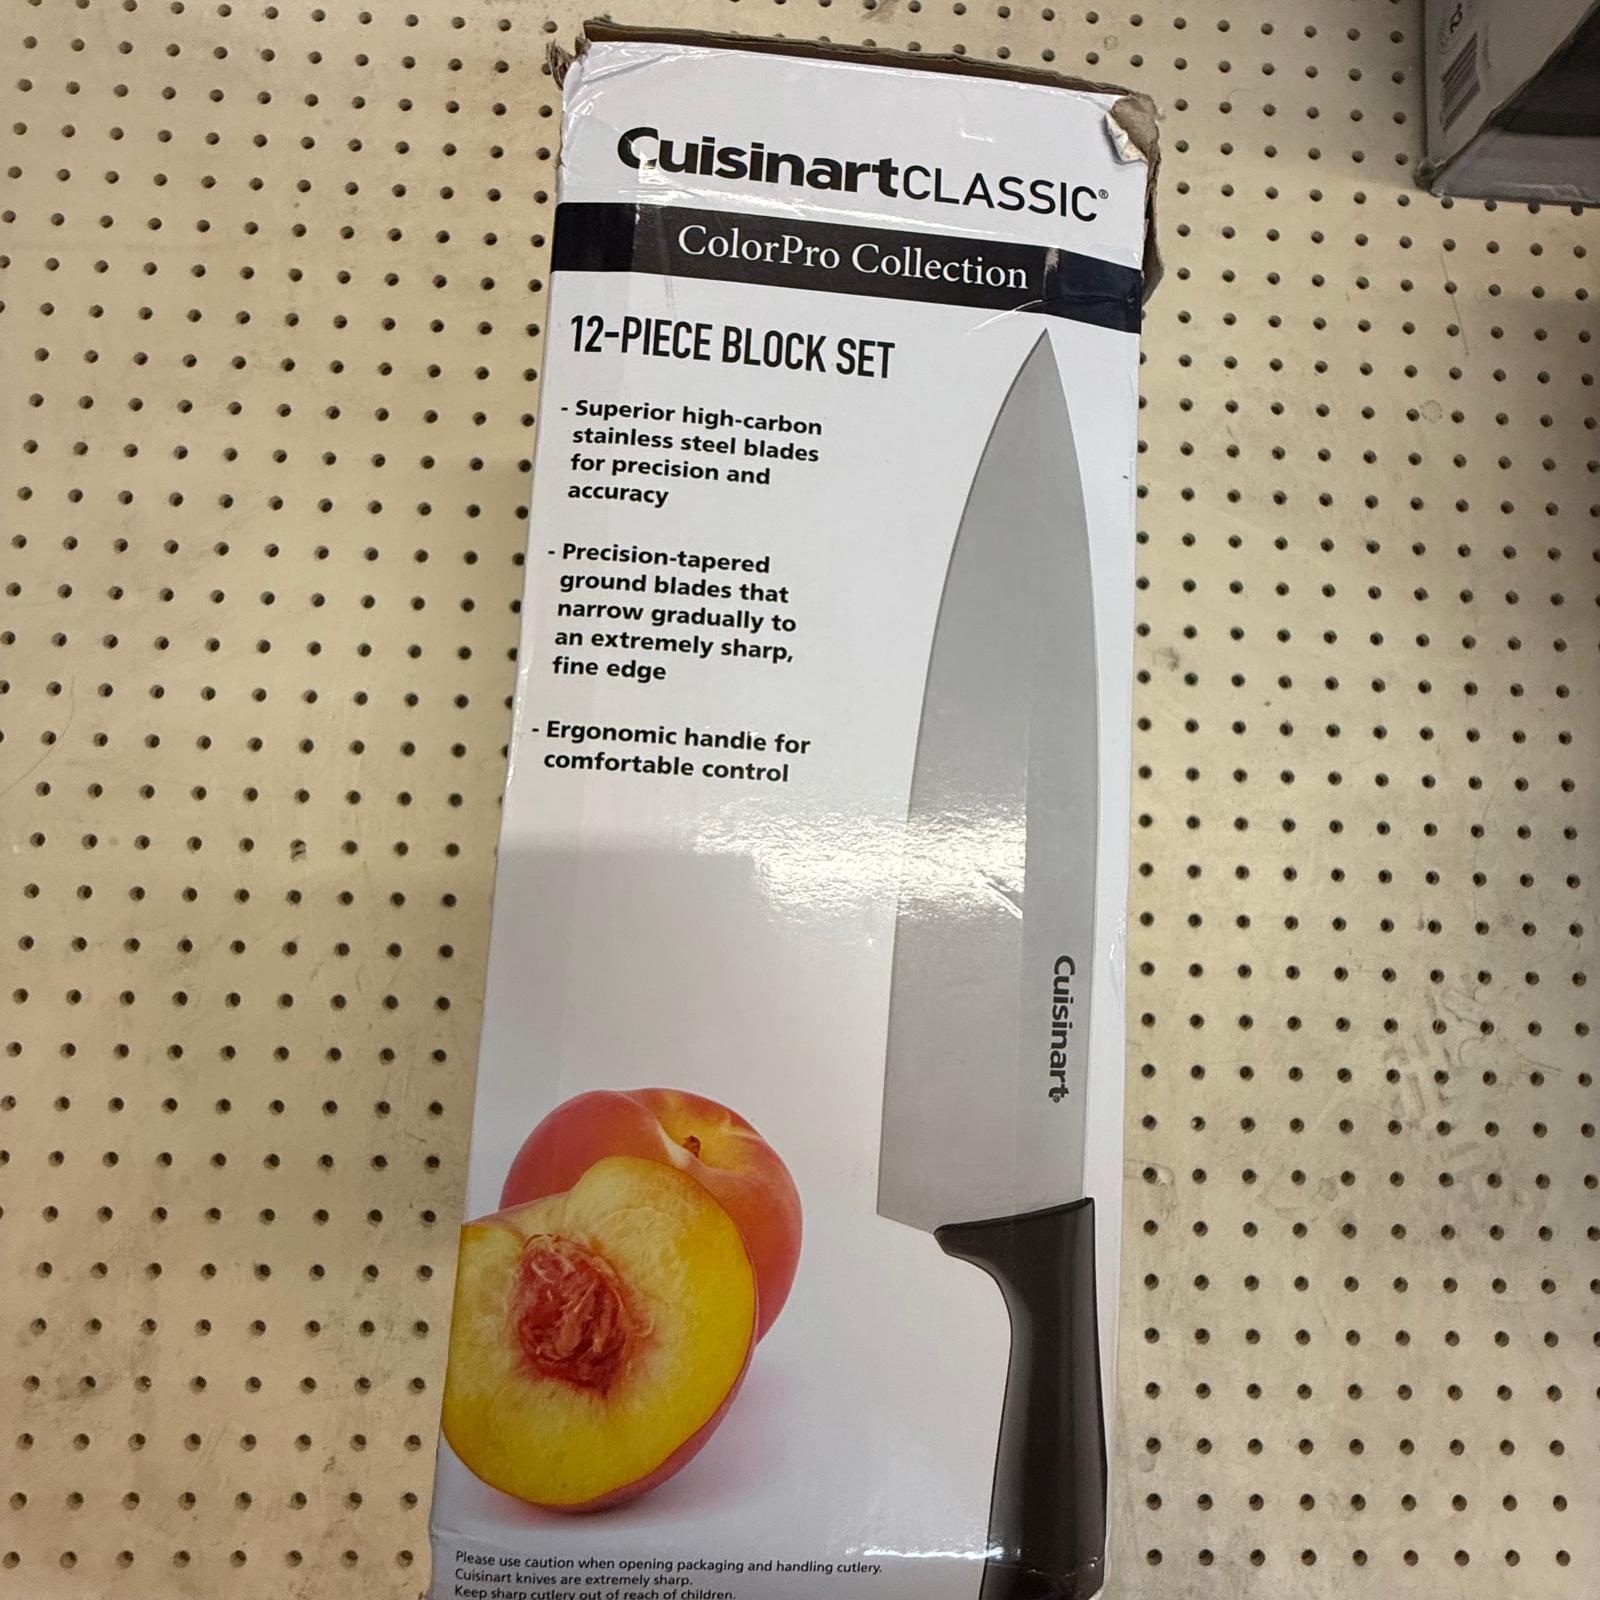 CuisinartCLASSIC®
ColorPro Collection
12-PIECE BLOCK SET
- Superior high-carbon
stainless steel blades
for precision and
accuracy
- Precision-tapered
ground blades that
narrow gradually to
an extremely sharp,
fine edge
- Ergonomic handle for
comfortable control
Cuisinart®
Please use caution when opening packaging and handling cutlery.
Cuisinart knives are extremely sharp.
Keep sharp cutlery out of reach of children.